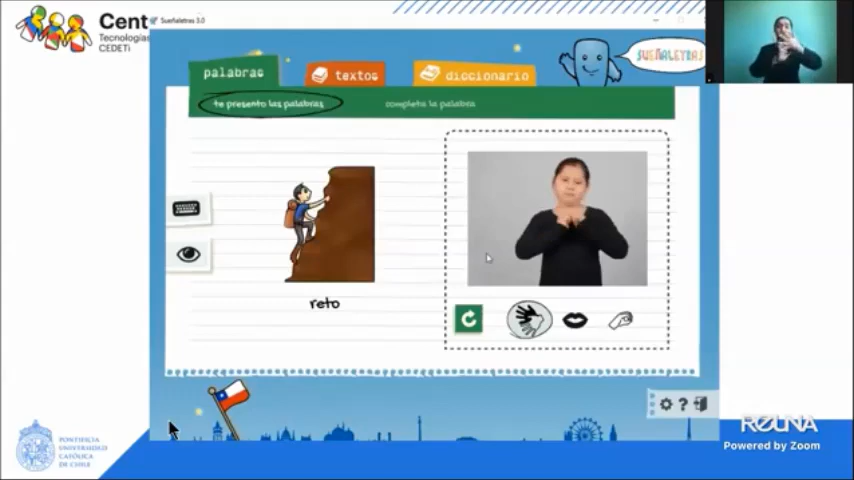 Cent
Tecnologías
CEDETi
Sueñaletras 3.0
palabras
textos
diccionario
SUEÑALETRAS
te presento las palabras
completa la palabra
reto
?
PONTIFICIA
UNIVERSIDAD
CATÓLICA
DE CHILE
REUNA
Powered by Zoom